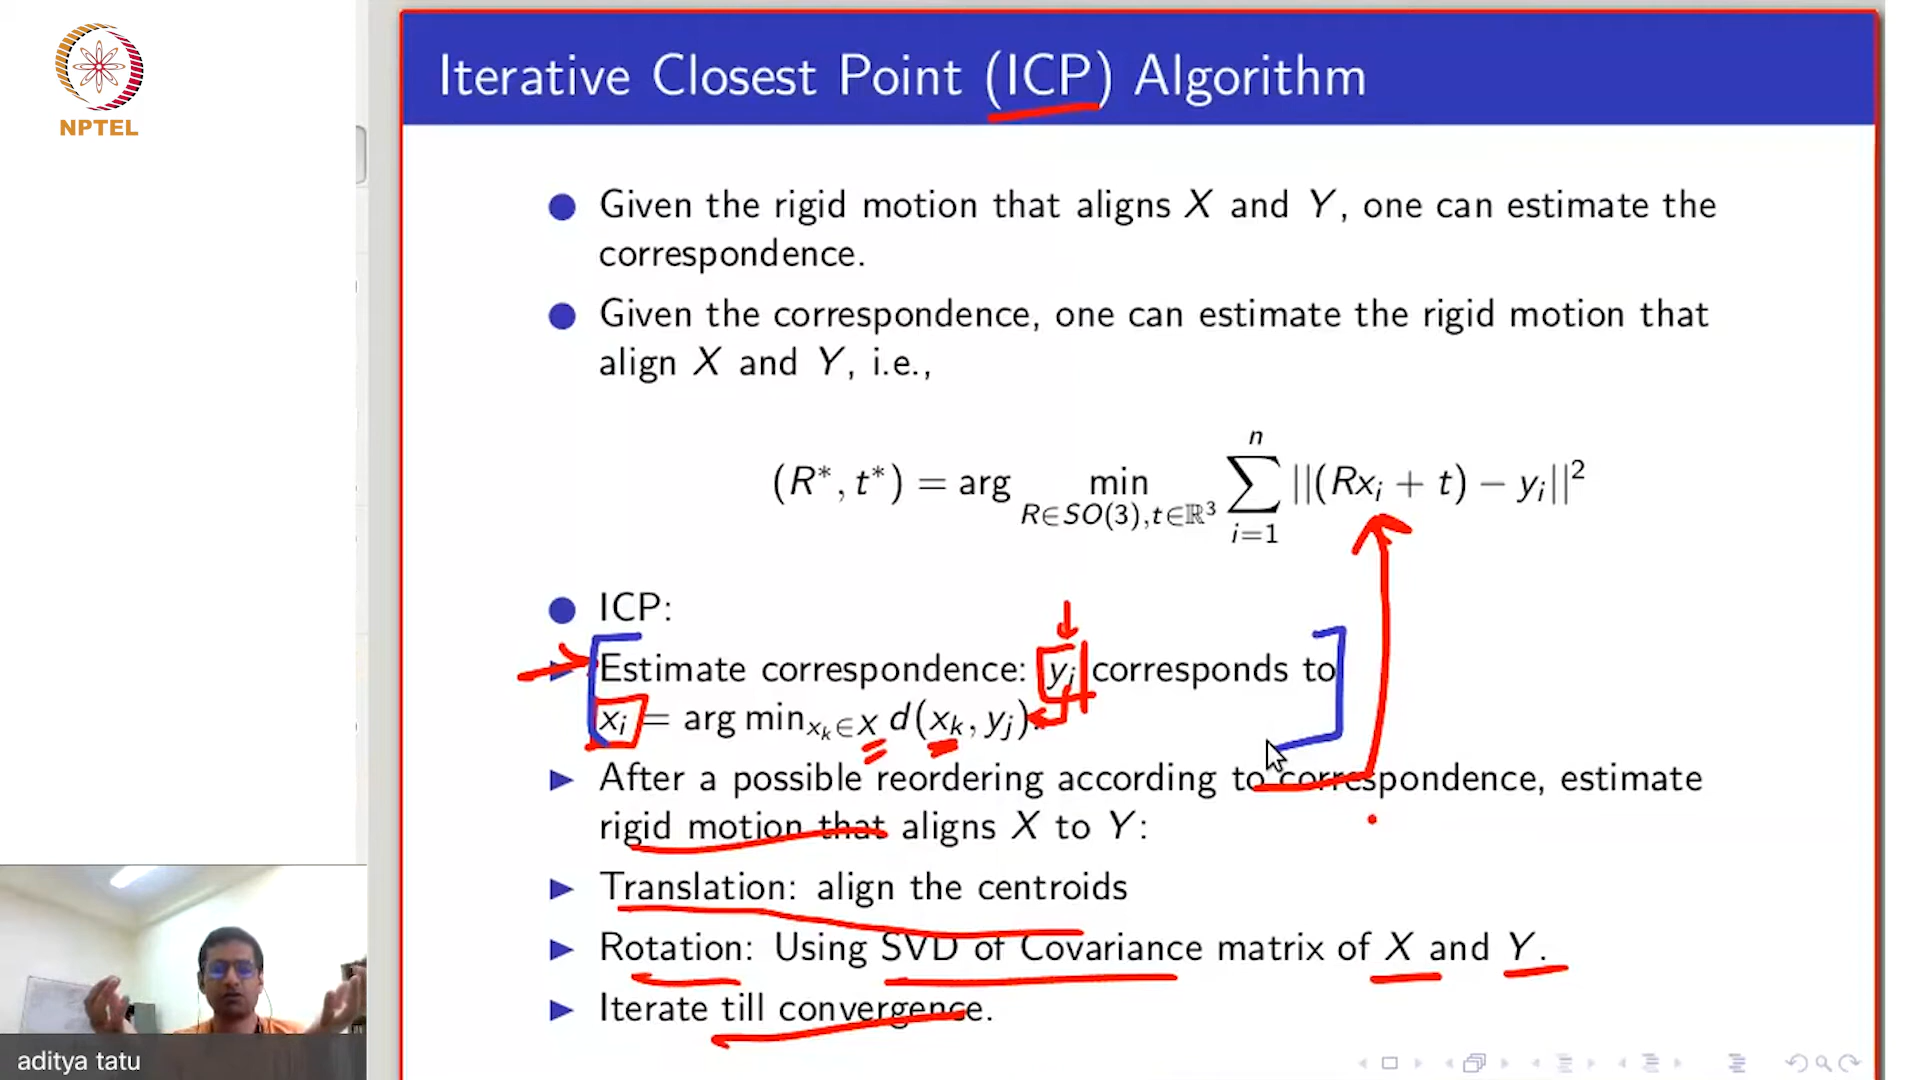 NPTEL
Iterative Closest Point (ICP) Algorithm
Given the rigid motion that aligns X and Y, one can estimate the
correspondence.
Given the correspondence, one can estimate the rigid motion that
align X and Y, i.e.,
(R*, t*) = arg min_{R∈SO(3),t∈ℝ³} ∑_{i=1}^{n} ||(Rx_i + t) − y_i||²
ICP:
Estimate correspondence: y_j corresponds to
x_i = arg min_{x_k∈X} d(x_k, y_j).
After a possible reordering according to correspondence, estimate
rigid motion that aligns X to Y:
Translation: align the centroids
Rotation: Using SVD of Covariance matrix of X and Y.
Iterate till convergence.
aditya tatu